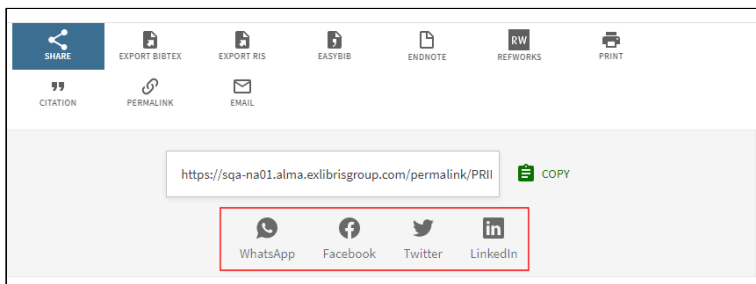 SHARE EXPORT BIBTEX EXPORT RIS EASYBIB ENDNOTE RW REFWORKS PRINT
CITATION PERMALINK EMAIL
https://sqa-na01.alma.exlibrisgroup.com/permalink/PRII COPY
WhatsApp Facebook Twitter LinkedIn